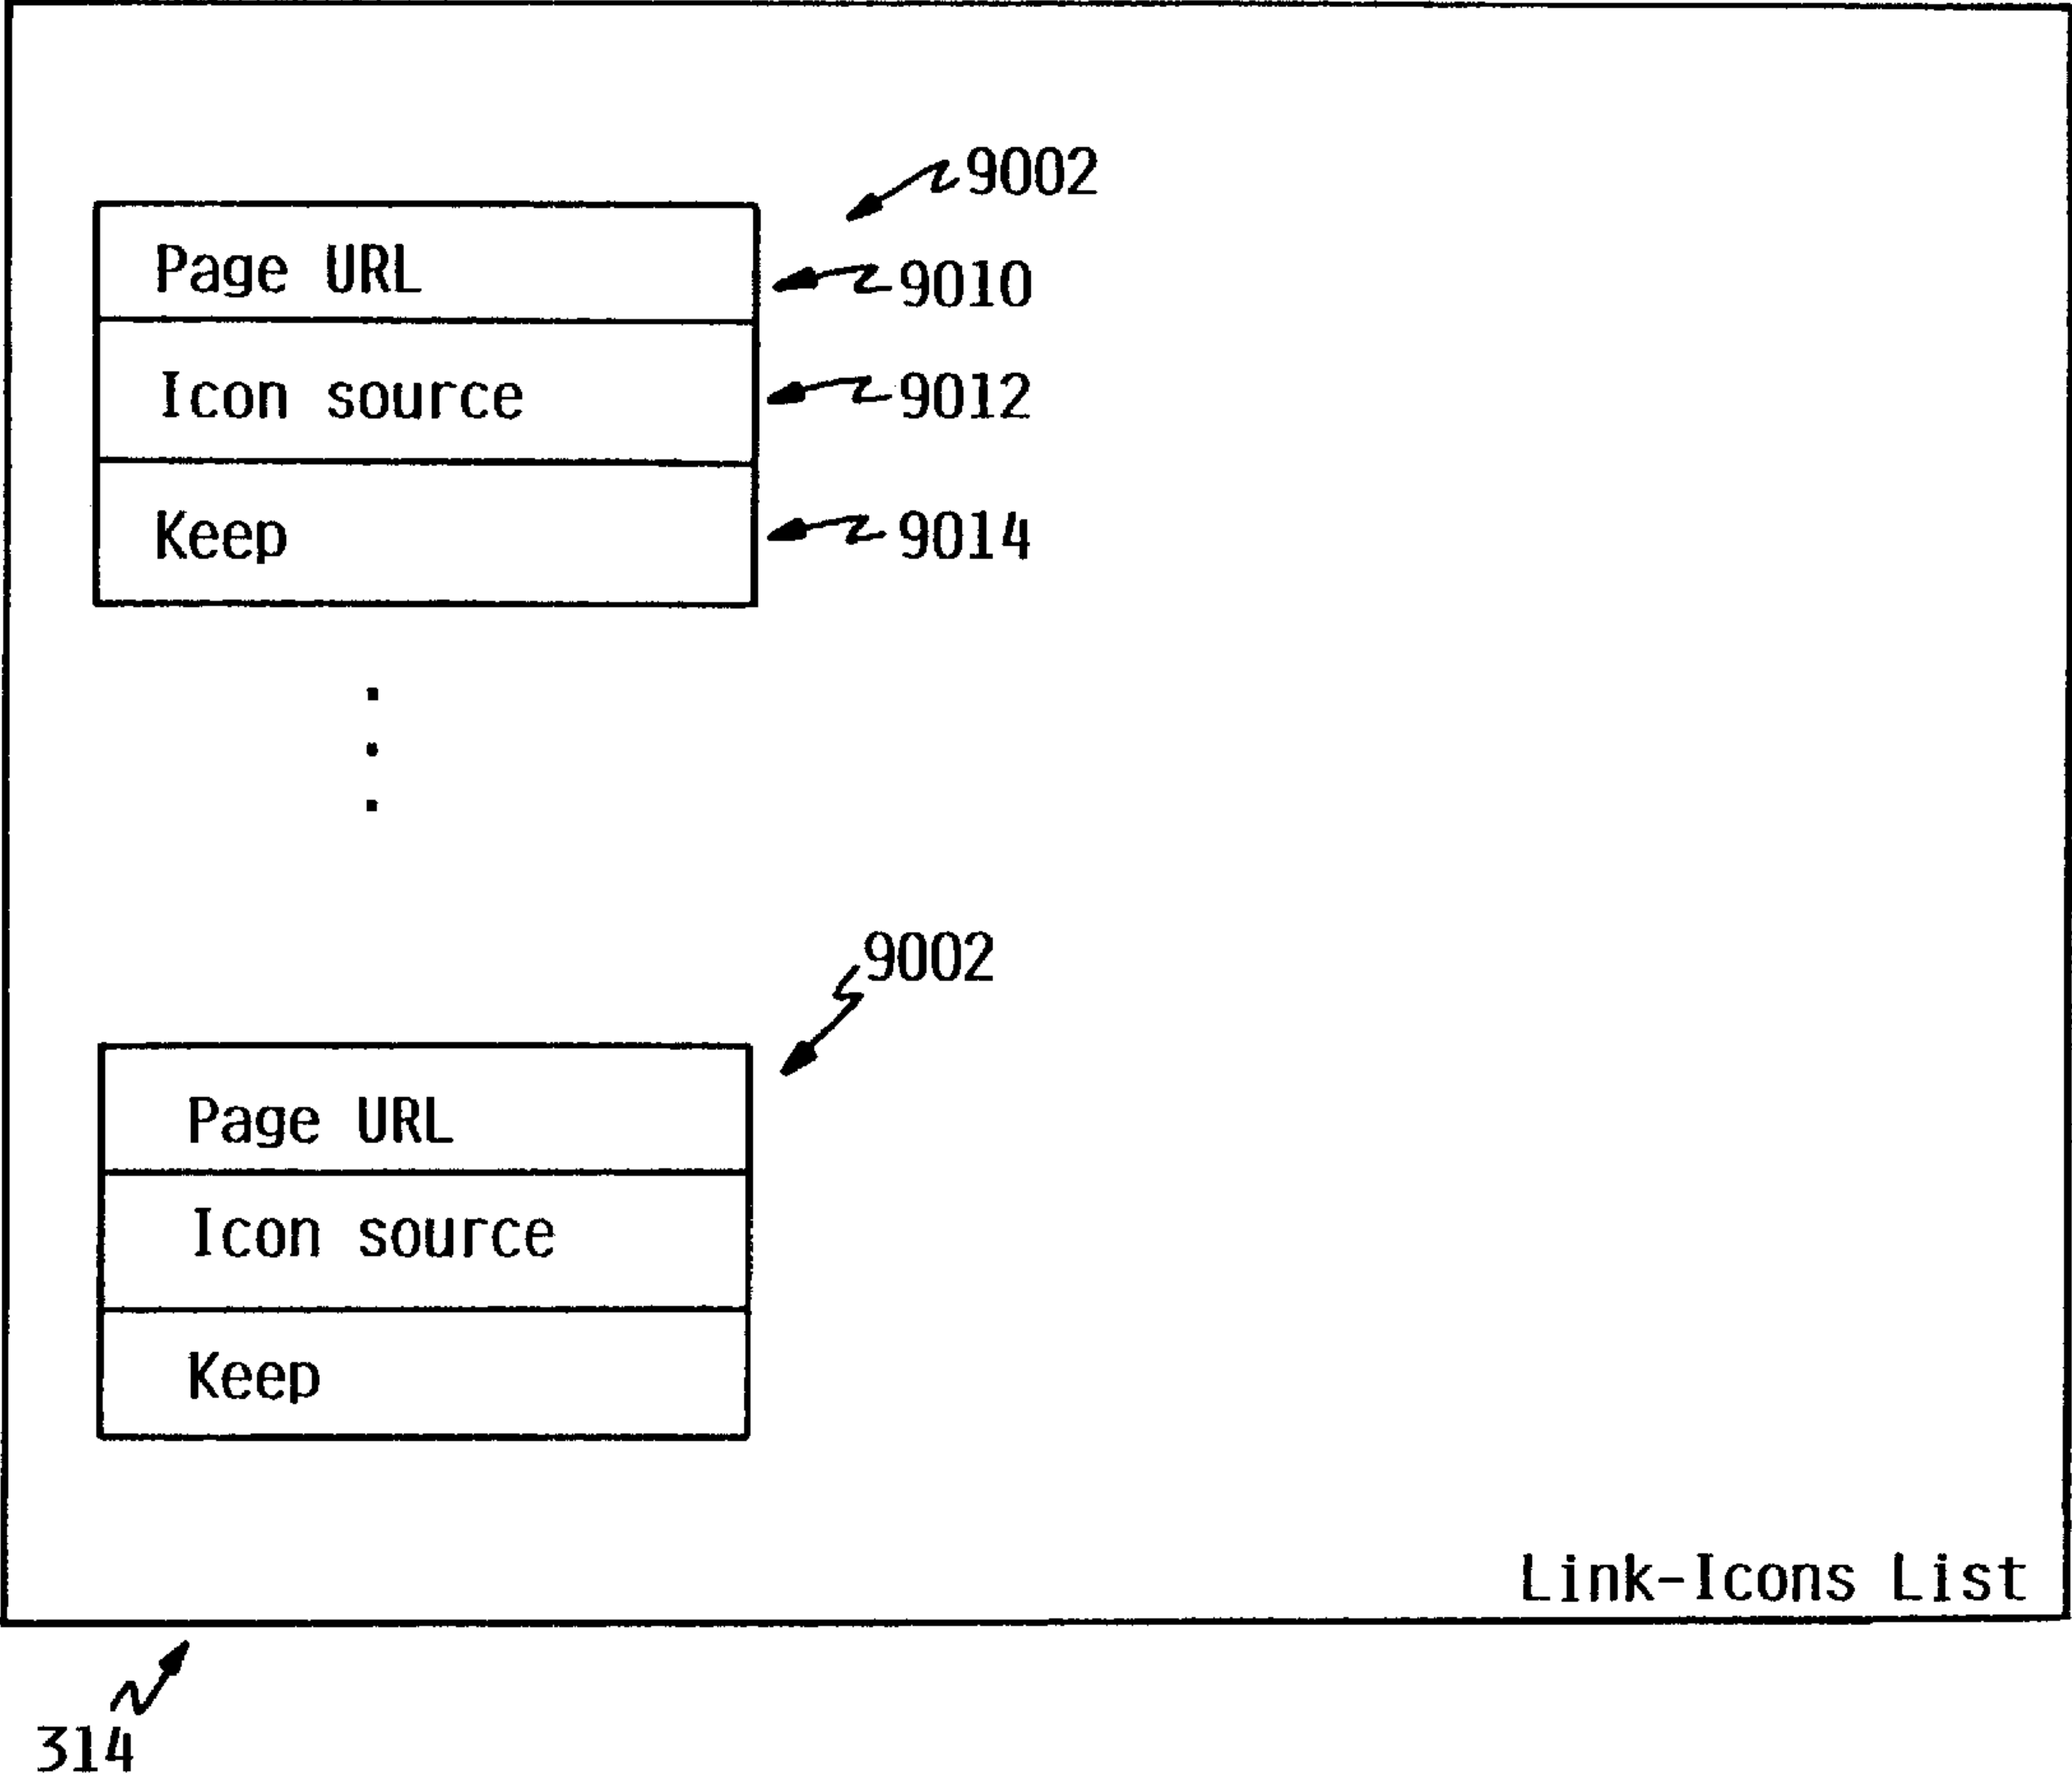 9002
Page URL
9010
Icon source
9012
Keep
9014
9002
Page URL
Icon source
Keep
Link-Icons List
314